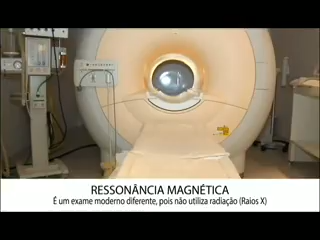 RESSONÂNCIA MAGNÉTICA
É um exame moderno diferente, pois não utiliza radiação (Raios X)